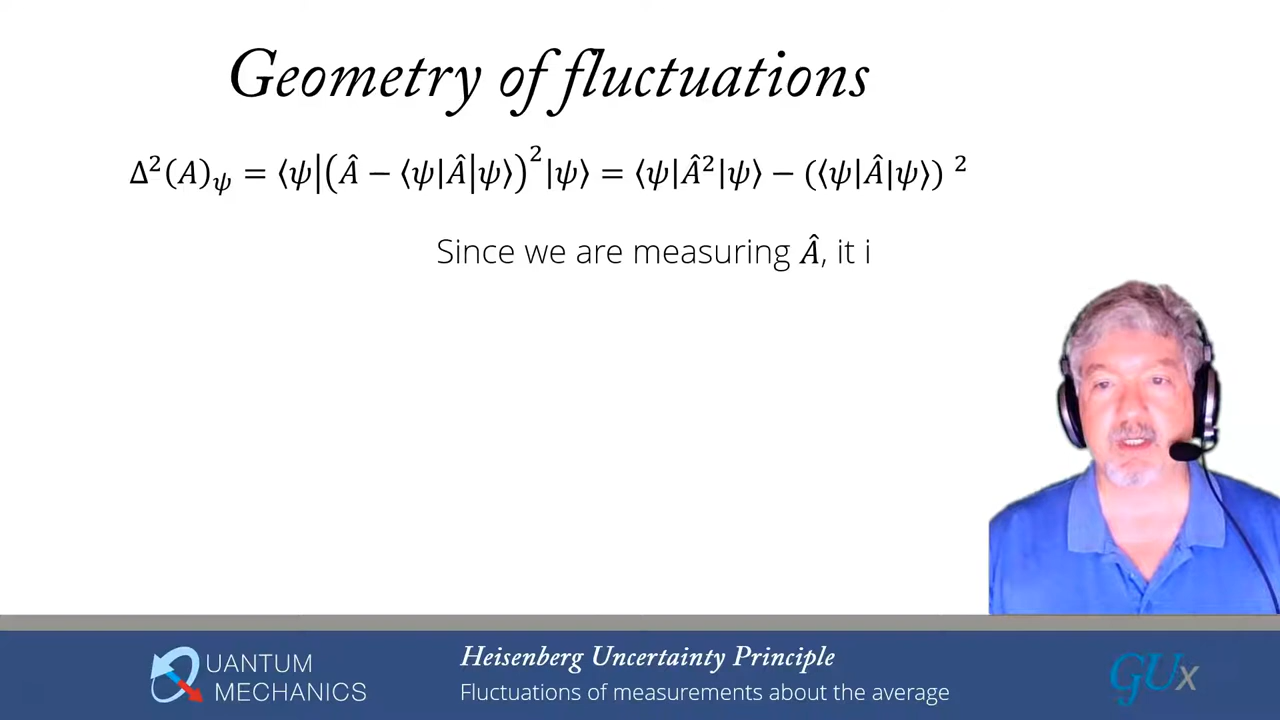 Geometry of fluctuations
Δ²(A)_ψ = ⟨ψ|(Â − ⟨ψ|Â|ψ⟩)²|ψ⟩ = ⟨ψ|Â²|ψ⟩ − (⟨ψ|Â|ψ⟩) ²
Since we are measuring Â, it i
QUANTUM
MECHANICS
Heisenberg Uncertainty Principle
Fluctuations of measurements about the average
GUx